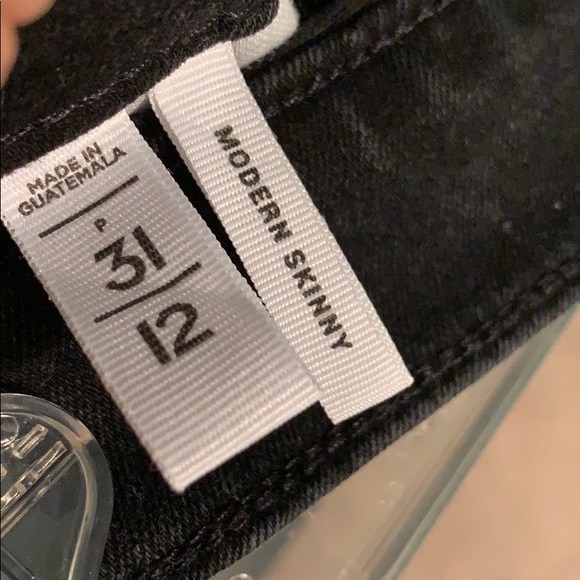 MADE IN
GUATEMALA
P
31
12
MODERN SKINNY